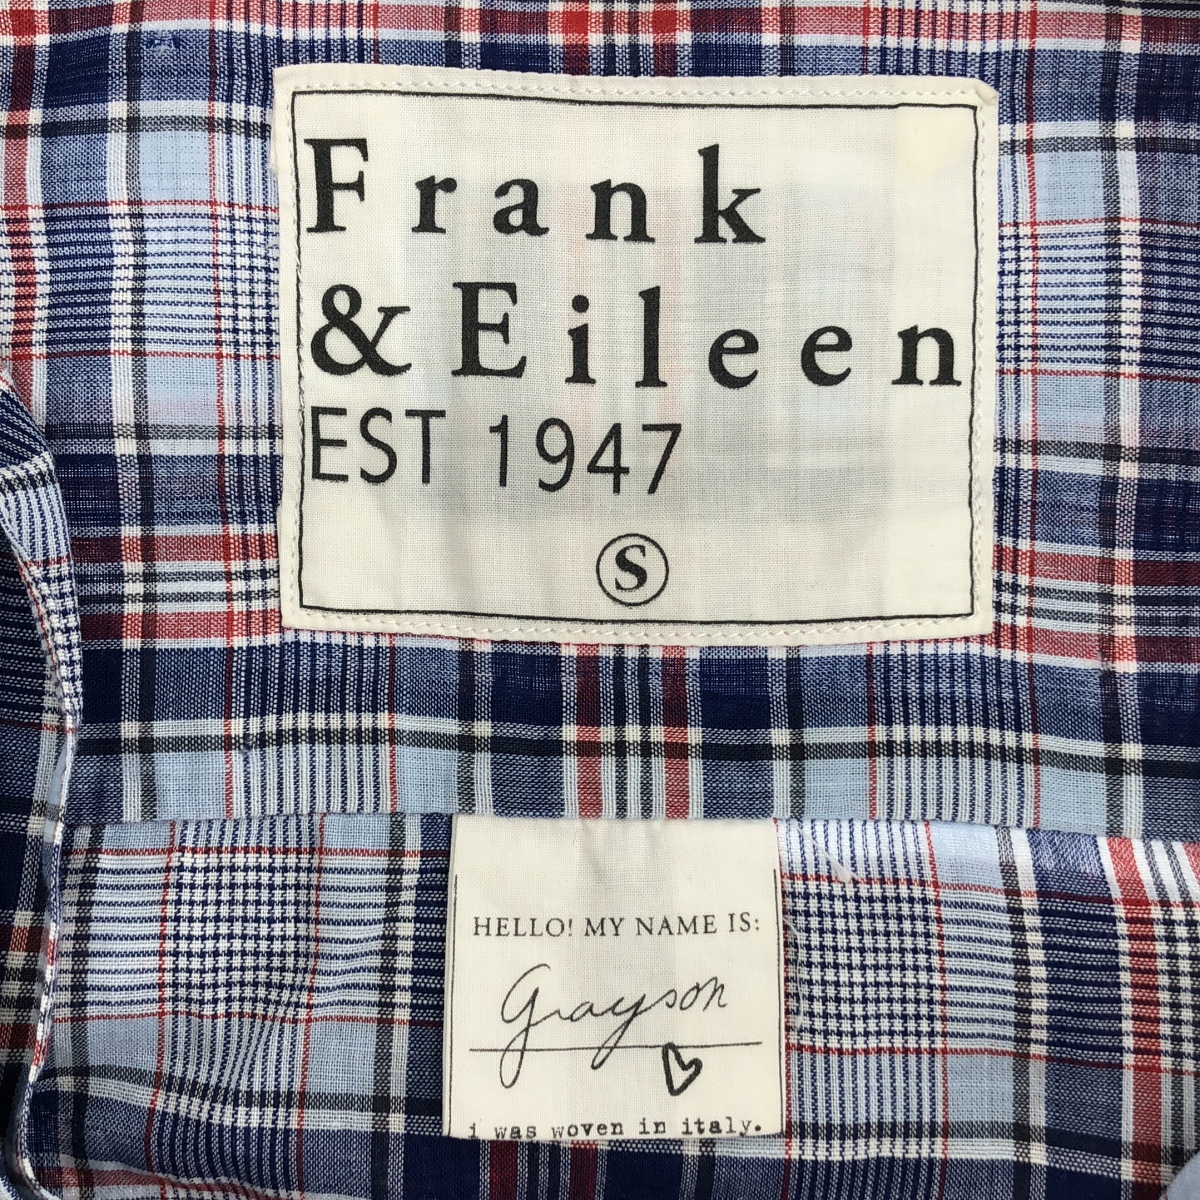 Frank
& Eileen
EST 1947
S
HELLO! MY NAME IS:
Grayson
i was woven in italy.